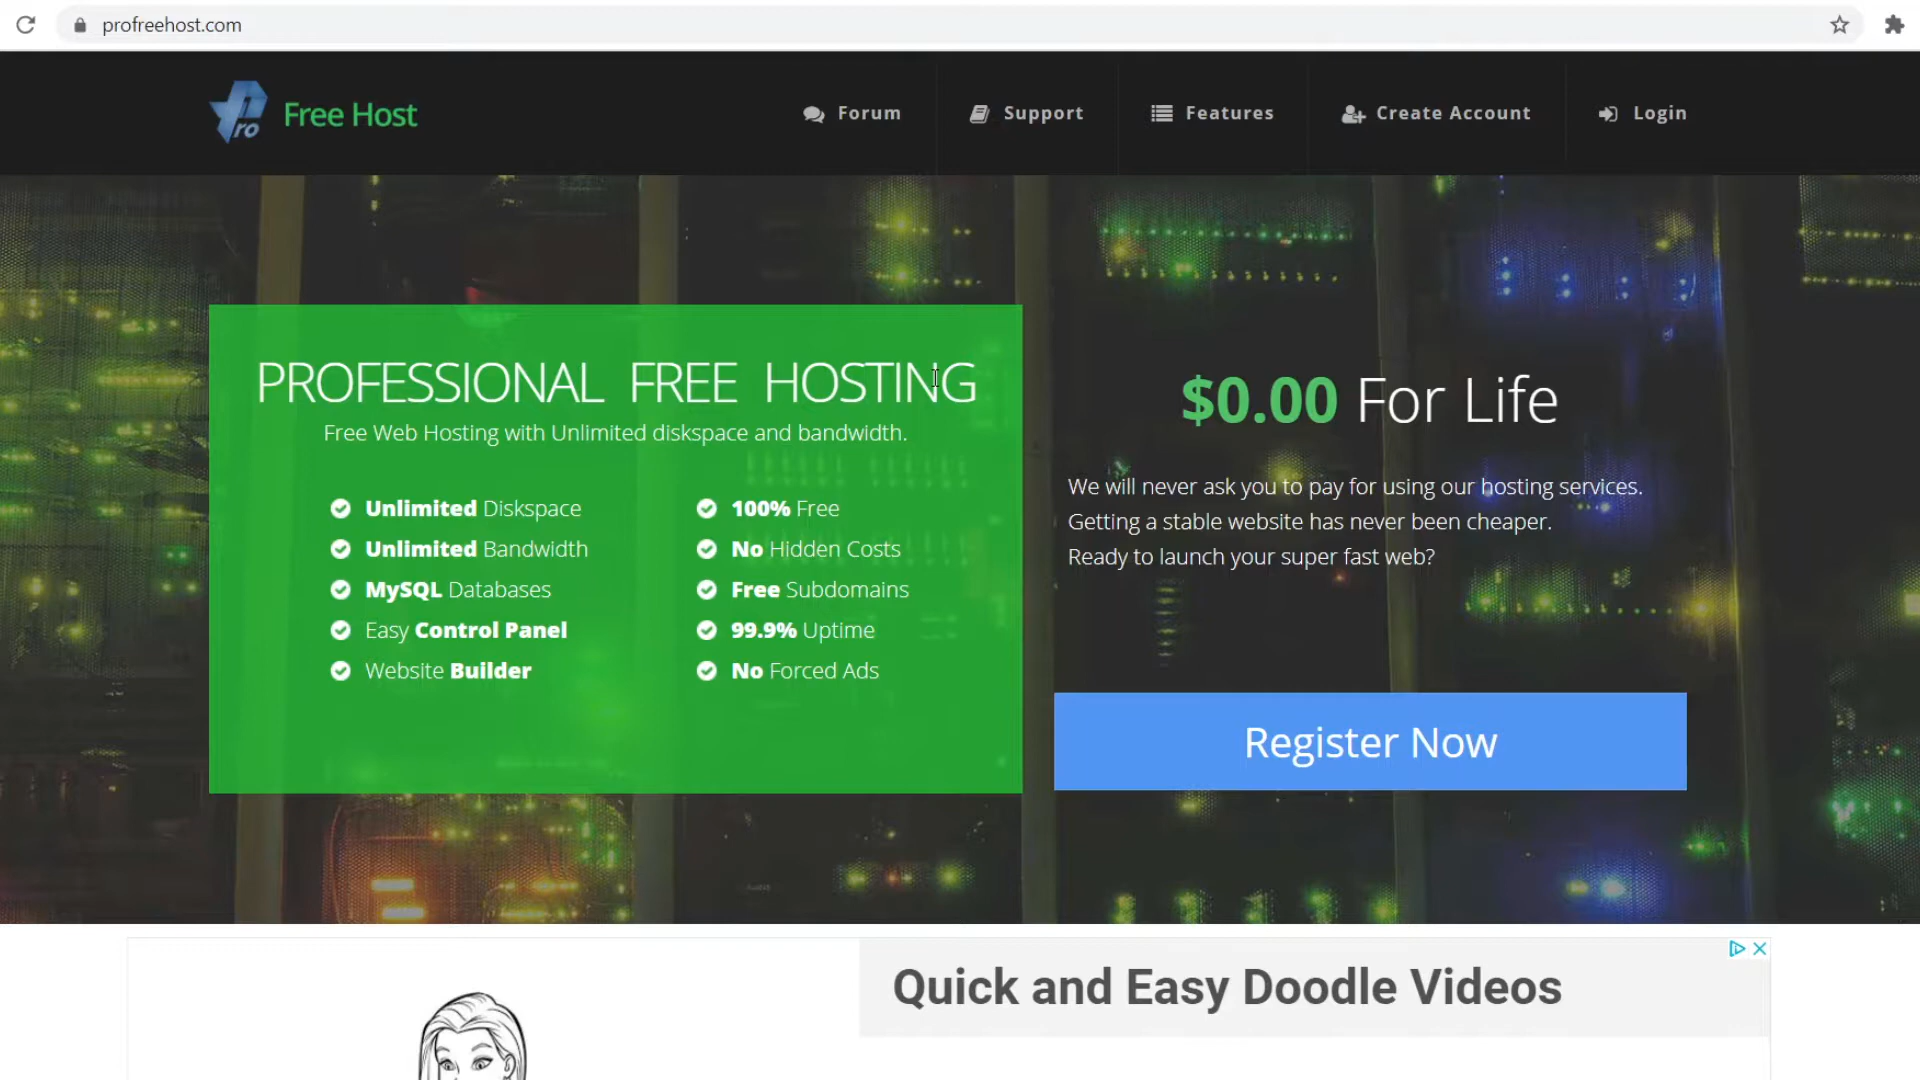 profreehost.com
Pro Free Host
Forum
Support
Features
Create Account
Login
PROFESSIONAL FREE HOSTING
Free Web Hosting with Unlimited diskspace and bandwidth.
Unlimited Diskspace
Unlimited Bandwidth
MySQL Databases
Easy Control Panel
Website Builder
100% Free
No Hidden Costs
Free Subdomains
99.9% Uptime
No Forced Ads
$0.00 For Life
We will never ask you to pay for using our hosting services.
Getting a stable website has never been cheaper.
Ready to launch your super fast web?
Register Now
Quick and Easy Doodle Videos